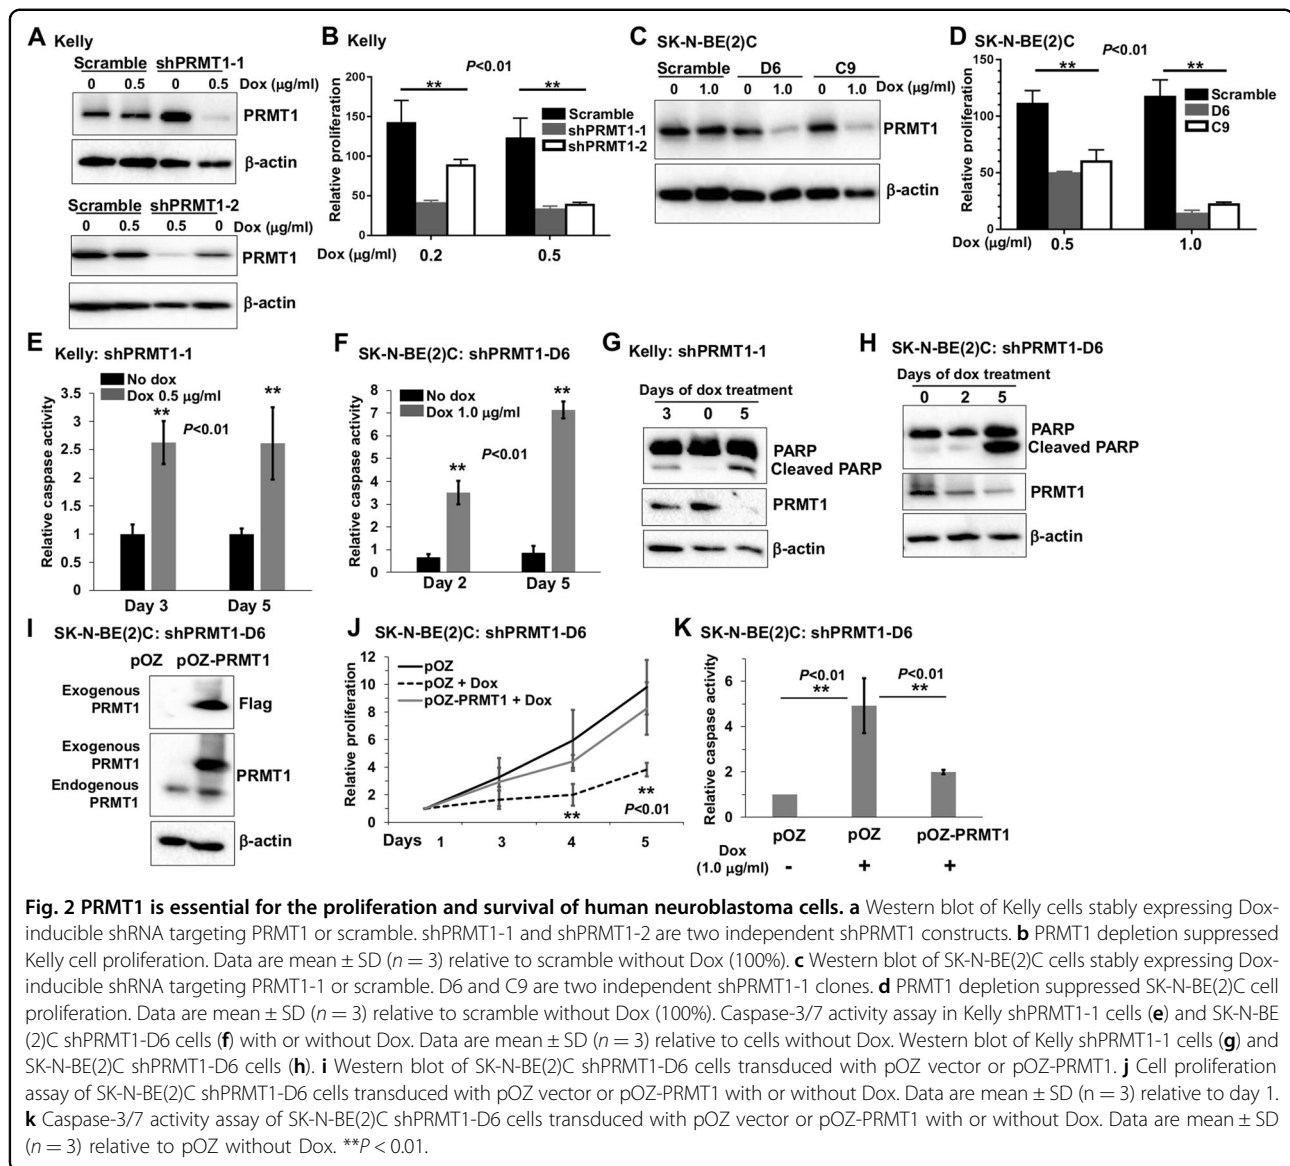 A Kelly
Scramble shPRMT1-1
0 0.5 0 0.5 Dox (μg/ml)
PRMT1
β-actin
Scramble shPRMT1-2
0 0.5 0.5 0 Dox (μg/ml)
PRMT1
β-actin
B Kelly
P<0.01
** **
Scramble
shPRMT1-1
shPRMT1-2
Relative proliferation
200
150
100
50
0
Dox (μg/ml) 0.2 0.5
C SK-N-BE(2)C
Scramble D6 C9
0 1.0 0 1.0 0 1.0 Dox (μg/ml)
PRMT1
β-actin
D SK-N-BE(2)C
P<0.01
** **
Scramble
D6
C9
Relative proliferation
150
100
50
0
Dox (μg/ml) 0.5 1.0
E Kelly: shPRMT1-1
No dox
Dox 0.5 μg/ml
** **
P<0.01
Relative caspase activity
3.5
3
2.5
2
1.5
1
0.5
0
Day 3 Day 5
F SK-N-BE(2)C: shPRMT1-D6
No dox
Dox 1.0 μg/ml
** **
P<0.01
Relative caspase activity
8
7
6
5
4
3
2
1
0
Day 2 Day 5
G Kelly: shPRMT1-1
Days of dox treatment
3 0 5
PARP
Cleaved PARP
PRMT1
β-actin
H SK-N-BE(2)C: shPRMT1-D6
Days of dox treatment
0 2 5
PARP
Cleaved PARP
PRMT1
β-actin
I SK-N-BE(2)C: shPRMT1-D6
pOZ pOZ-PRMT1
Exogenous
PRMT1
Flag
Exogenous
PRMT1
PRMT1
Endogenous
PRMT1
β-actin
J SK-N-BE(2)C: shPRMT1-D6
pOZ
pOZ + Dox
pOZ-PRMT1 + Dox
Relative proliferation
12
10
8
6
4
2
0
** **
P<0.01
Days 1 3 4 5
K SK-N-BE(2)C: shPRMT1-D6
P<0.01 P<0.01
** **
Relative caspase activity
6
4
2
0
pOZ pOZ pOZ-PRMT1
Dox
(1.0 μg/ml) - + +
Fig. 2 PRMT1 is essential for the proliferation and survival of human neuroblastoma cells. a Western blot of Kelly cells stably expressing Dox-
inducible shRNA targeting PRMT1 or scramble. shPRMT1-1 and shPRMT1-2 are two independent shPRMT1 constructs. b PRMT1 depletion suppressed
Kelly cell proliferation. Data are mean ± SD (n = 3) relative to scramble without Dox (100%). c Western blot of SK-N-BE(2)C cells stably expressing Dox-
inducible shRNA targeting PRMT1-1 or scramble. D6 and C9 are two independent shPRMT1-1 clones. d PRMT1 depletion suppressed SK-N-BE(2)C cell
proliferation. Data are mean ± SD (n = 3) relative to scramble without Dox (100%). Caspase-3/7 activity assay in Kelly shPRMT1-1 cells (e) and SK-N-BE
(2)C shPRMT1-D6 cells (f) with or without Dox. Data are mean ± SD (n = 3) relative to cells without Dox. Western blot of Kelly shPRMT1-1 cells (g) and
SK-N-BE(2)C shPRMT1-D6 cells (h). i Western blot of SK-N-BE(2)C shPRMT1-D6 cells transduced with pOZ vector or pOZ-PRMT1. j Cell proliferation
assay of SK-N-BE(2)C shPRMT1-D6 cells transduced with pOZ vector or pOZ-PRMT1 with or without Dox. Data are mean ± SD (n = 3) relative to day 1.
k Caspase-3/7 activity assay of SK-N-BE(2)C shPRMT1-D6 cells transduced with pOZ vector or pOZ-PRMT1 with or without Dox. Data are mean ± SD
(n = 3) relative to pOZ without Dox. **P < 0.01.